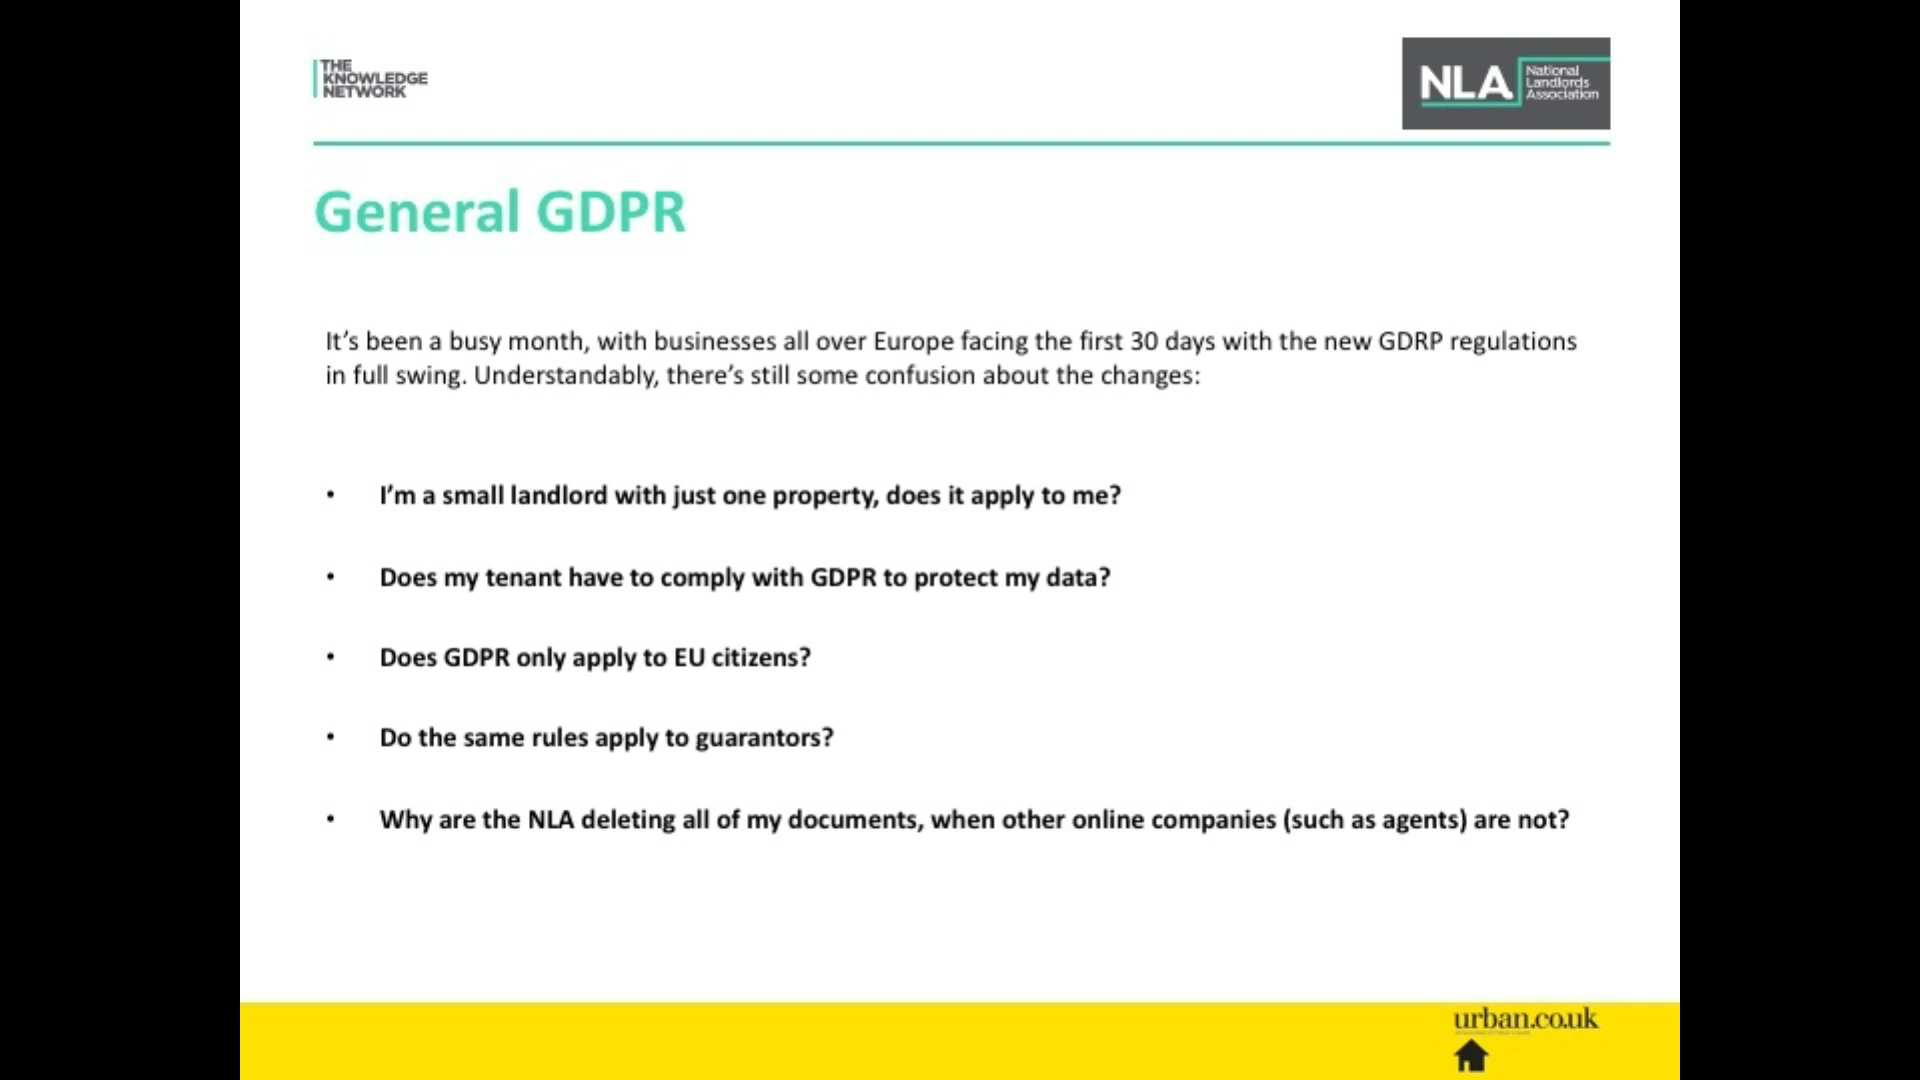 THE
KNOWLEDGE
NETWORK
NLA
National
Landlords
Association
General GDPR
It’s been a busy month, with businesses all over Europe facing the first 30 days with the new GDRP regulations
in full swing. Understandably, there’s still some confusion about the changes:
• I’m a small landlord with just one property, does it apply to me?
• Does my tenant have to comply with GDPR to protect my data?
• Does GDPR only apply to EU citizens?
• Do the same rules apply to guarantors?
• Why are the NLA deleting all of my documents, when other online companies (such as agents) are not?
urban.co.uk